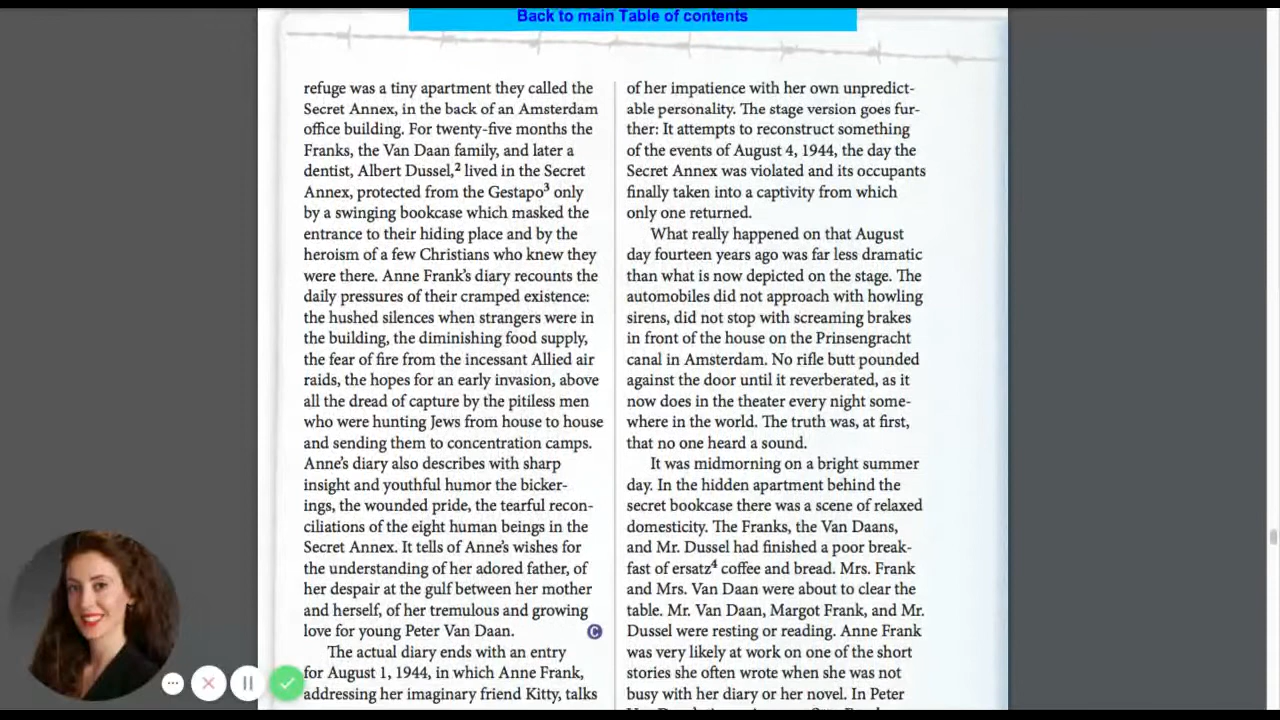 Back to main Table of contents
refuge was a tiny apartment they called the
Secret Annex, in the back of an Amsterdam
office building. For twenty-five months the
Franks, the Van Daan family, and later a
dentist, Albert Dussel,² lived in the Secret
Annex, protected from the Gestapo³ only
by a swinging bookcase which masked the
entrance to their hiding place and by the
heroism of a few Christians who knew they
were there. Anne Frank's diary recounts the
daily pressures of their cramped existence:
the hushed silences when strangers were in
the building, the diminishing food supply,
the fear of fire from the incessant Allied air
raids, the hopes for an early invasion, above
all the dread of capture by the pitiless men
who were hunting Jews from house to house
and sending them to concentration camps.
Anne's diary also describes with sharp
insight and youthful humor the bicker-
ings, the wounded pride, the tearful recon-
ciliations of the eight human beings in the
Secret Annex. It tells of Anne's wishes for
the understanding of her adored father, of
her despair at the gulf between her mother
and herself, of her tremulous and growing
love for young Peter Van Daan. C
The actual diary ends with an entry
for August 1, 1944, in which Anne Frank,
addressing her imaginary friend Kitty, talks
of her impatience with her own unpredict-
able personality. The stage version goes fur-
ther: It attempts to reconstruct something
of the events of August 4, 1944, the day the
Secret Annex was violated and its occupants
finally taken into a captivity from which
only one returned.
What really happened on that August
day fourteen years ago was far less dramatic
than what is now depicted on the stage. The
automobiles did not approach with howling
sirens, did not stop with screaming brakes
in front of the house on the Prinsengracht
canal in Amsterdam. No rifle butt pounded
against the door until it reverberated, as it
now does in the theater every night some-
where in the world. The truth was, at first,
that no one heard a sound.
It was midmorning on a bright summer
day. In the hidden apartment behind the
secret bookcase there was a scene of relaxed
domesticity. The Franks, the Van Daans,
and Mr. Dussel had finished a poor break-
fast of ersatz⁴ coffee and bread. Mrs. Frank
and Mrs. Van Daan were about to clear the
table. Mr. Van Daan, Margot Frank, and Mr.
Dussel were resting or reading. Anne Frank
was very likely at work on one of the short
stories she often wrote when she was not
busy with her diary or her novel. In Peter